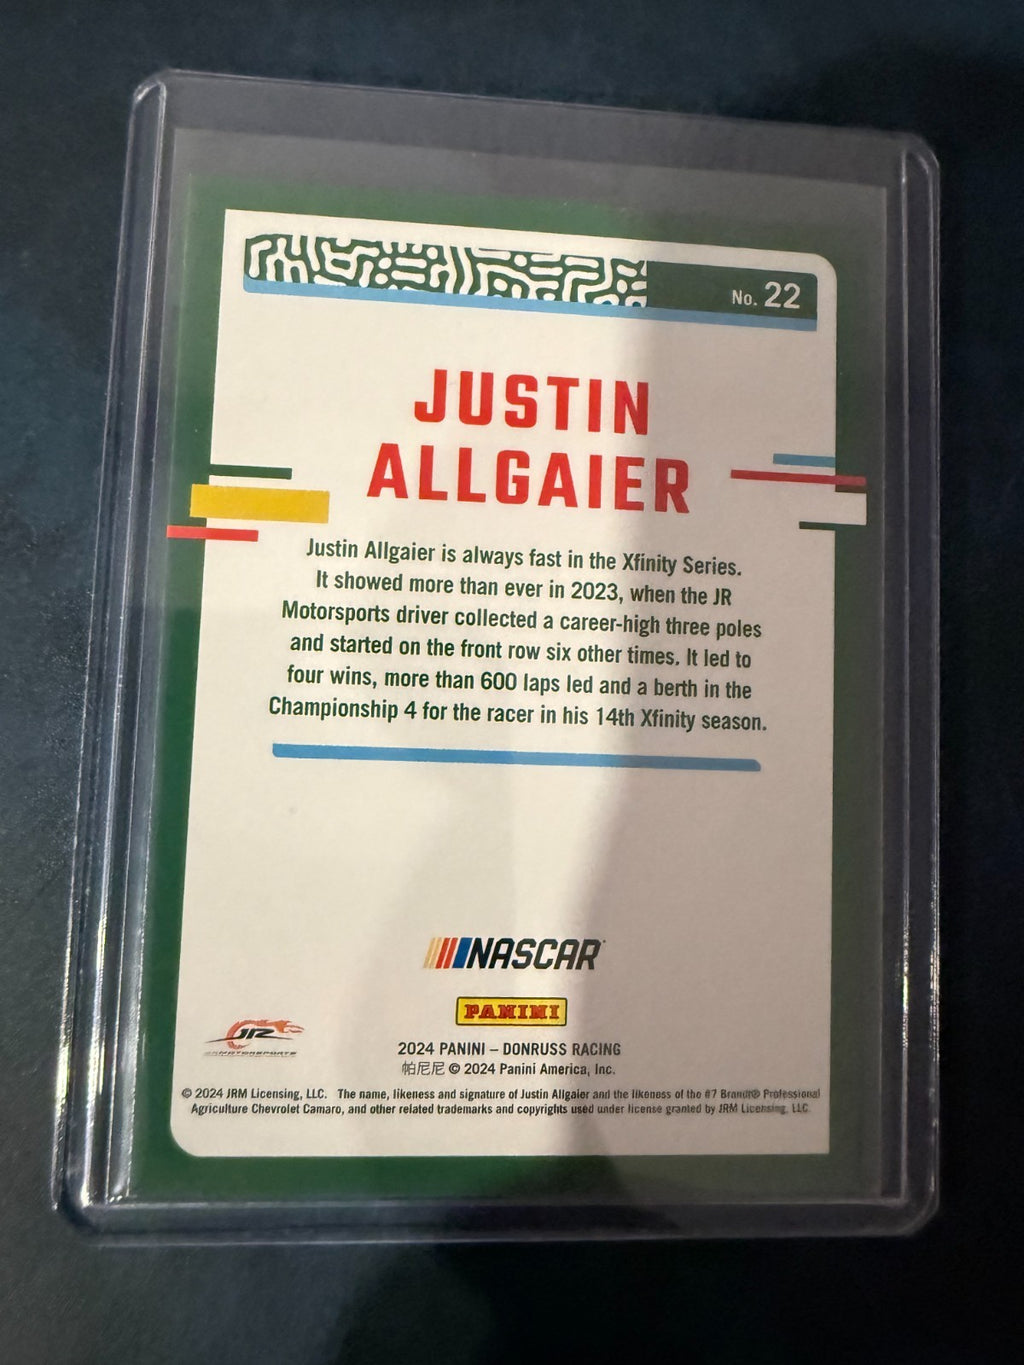 No. 22
JUSTIN
ALLGAIER
Justin Allgaier is always fast in the Xfinity Series.
It showed more than ever in 2023, when the JR
Motorsports driver collected a career-high three poles
and started on the front row six other times. It led to
four wins, more than 600 laps led and a berth in the
Championship 4 for the racer in his 14th Xfinity season.
NASCAR
PANINI
JR
MOTORSPORTS
2024 PANINI – DONRUSS RACING
帕尼尼 © 2024 Panini America, Inc.
© 2024 JRM Licensing, LLC. The name, likeness and signature of Justin Allgaier and the likeness of the #7 Brandt® Professional
Agriculture Chevrolet Camaro, and other related trademarks and copyrights used under license granted by JRM Licensing, LLC.